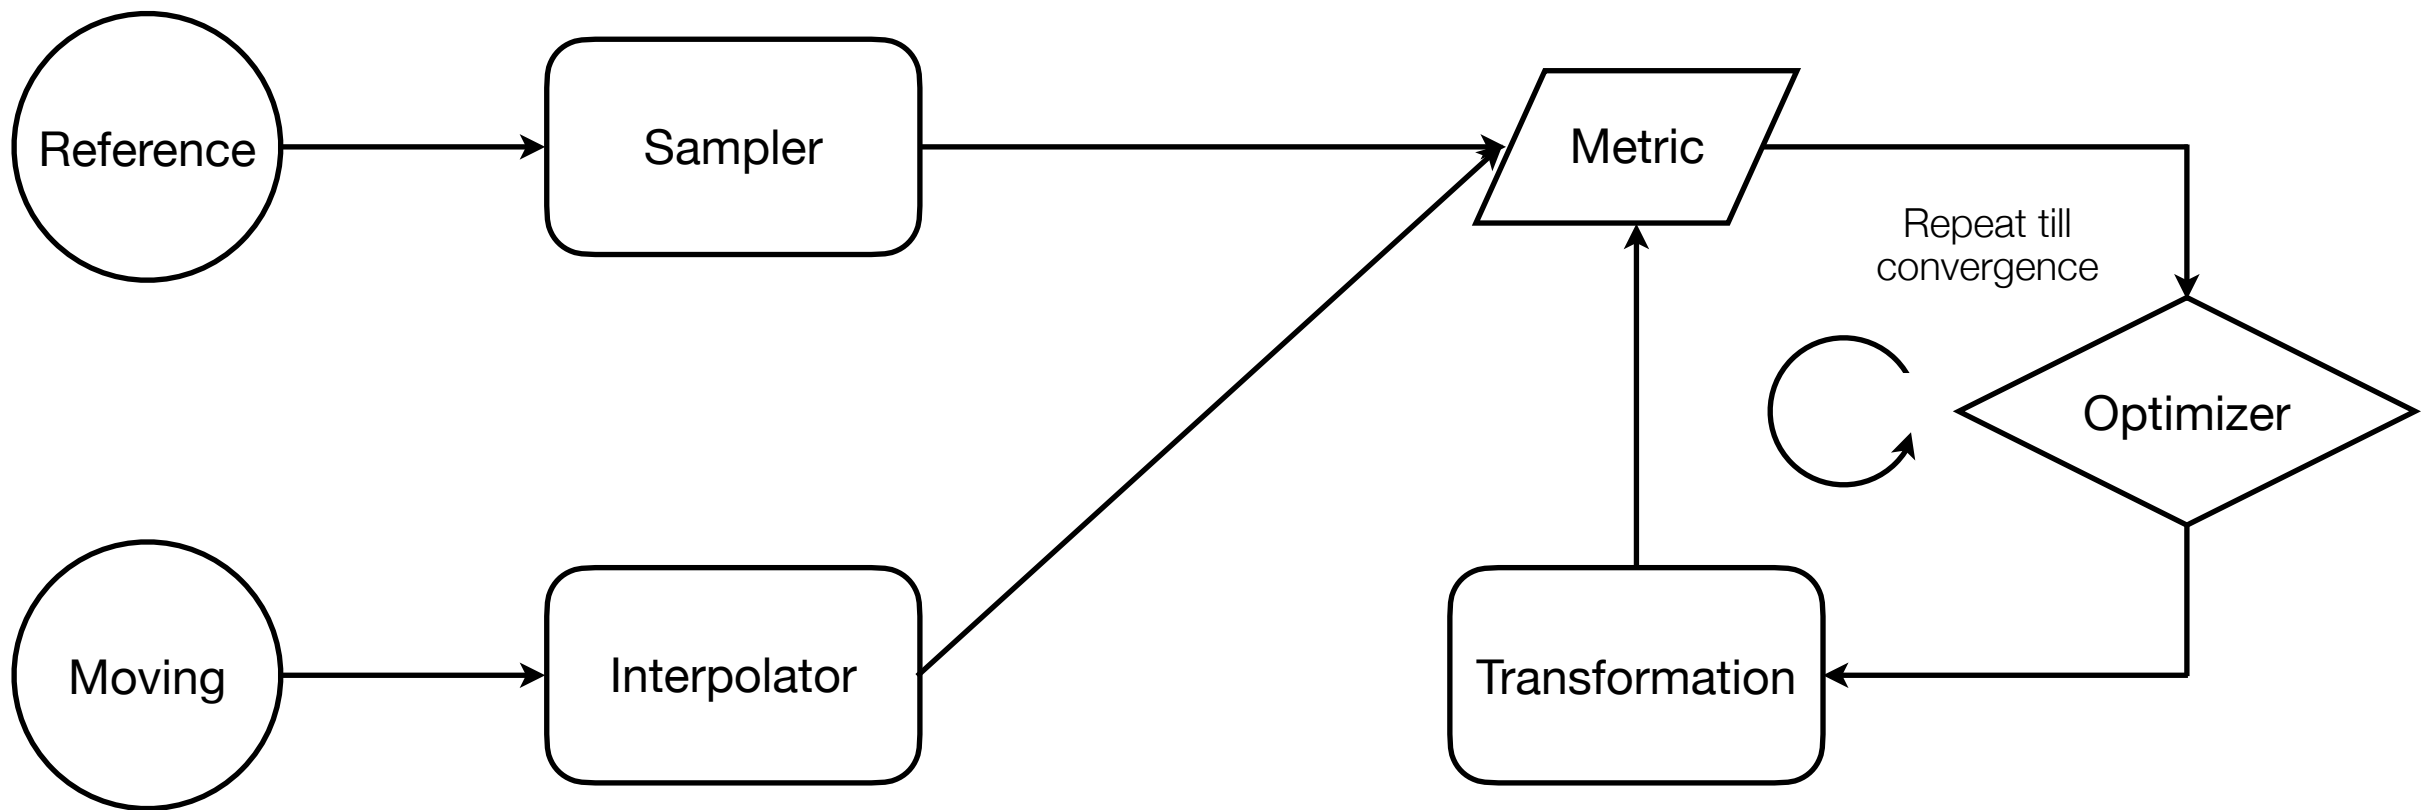 Reference
Sampler
Metric
Repeat till
convergence
Optimizer
Moving
Interpolator
Transformation